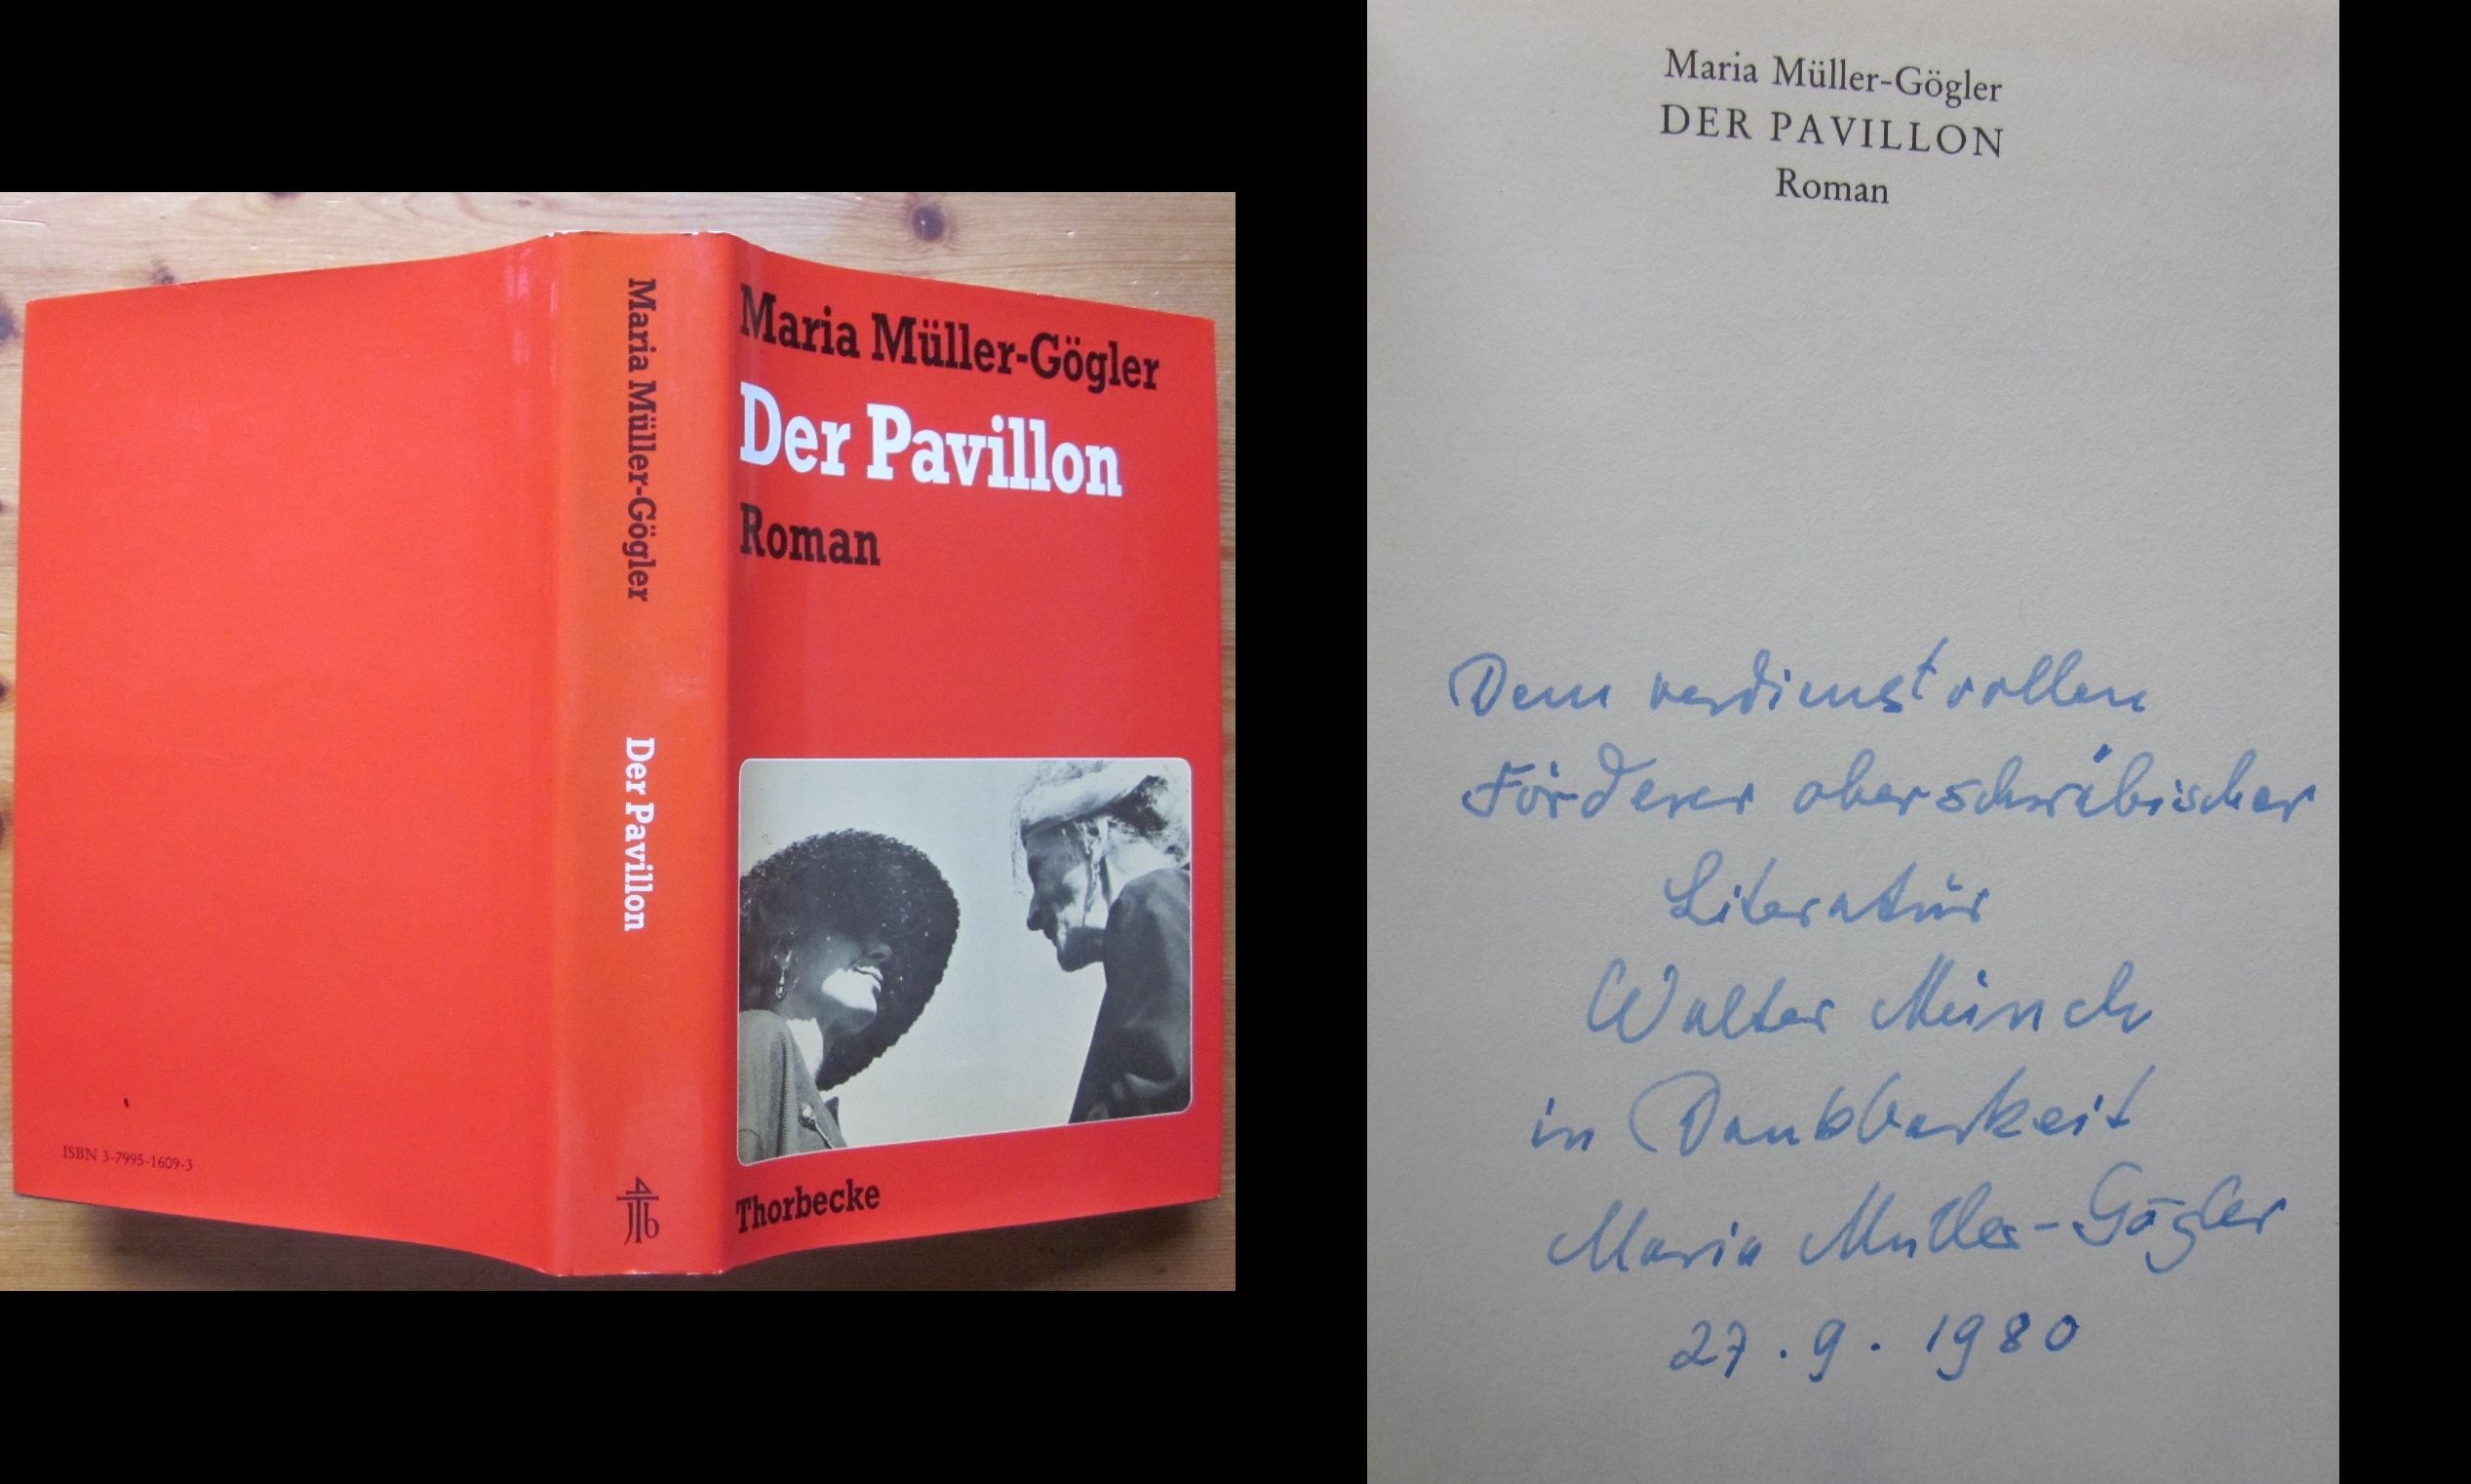 Maria Müller-Gögler
Der Pavillon
Roman
Thorbecke
Maria Müller-Gögler
Der Pavillon
JTb
ISBN 3-7995-1609-3
Maria Müller-Gögler
DER PAVILLON
Roman
Dem verdienstvollen
Förderer oberschwäbischer
Literatur
Walter Münch
in Dankbarkeit
Maria Müller-Gögler
27.9.1980